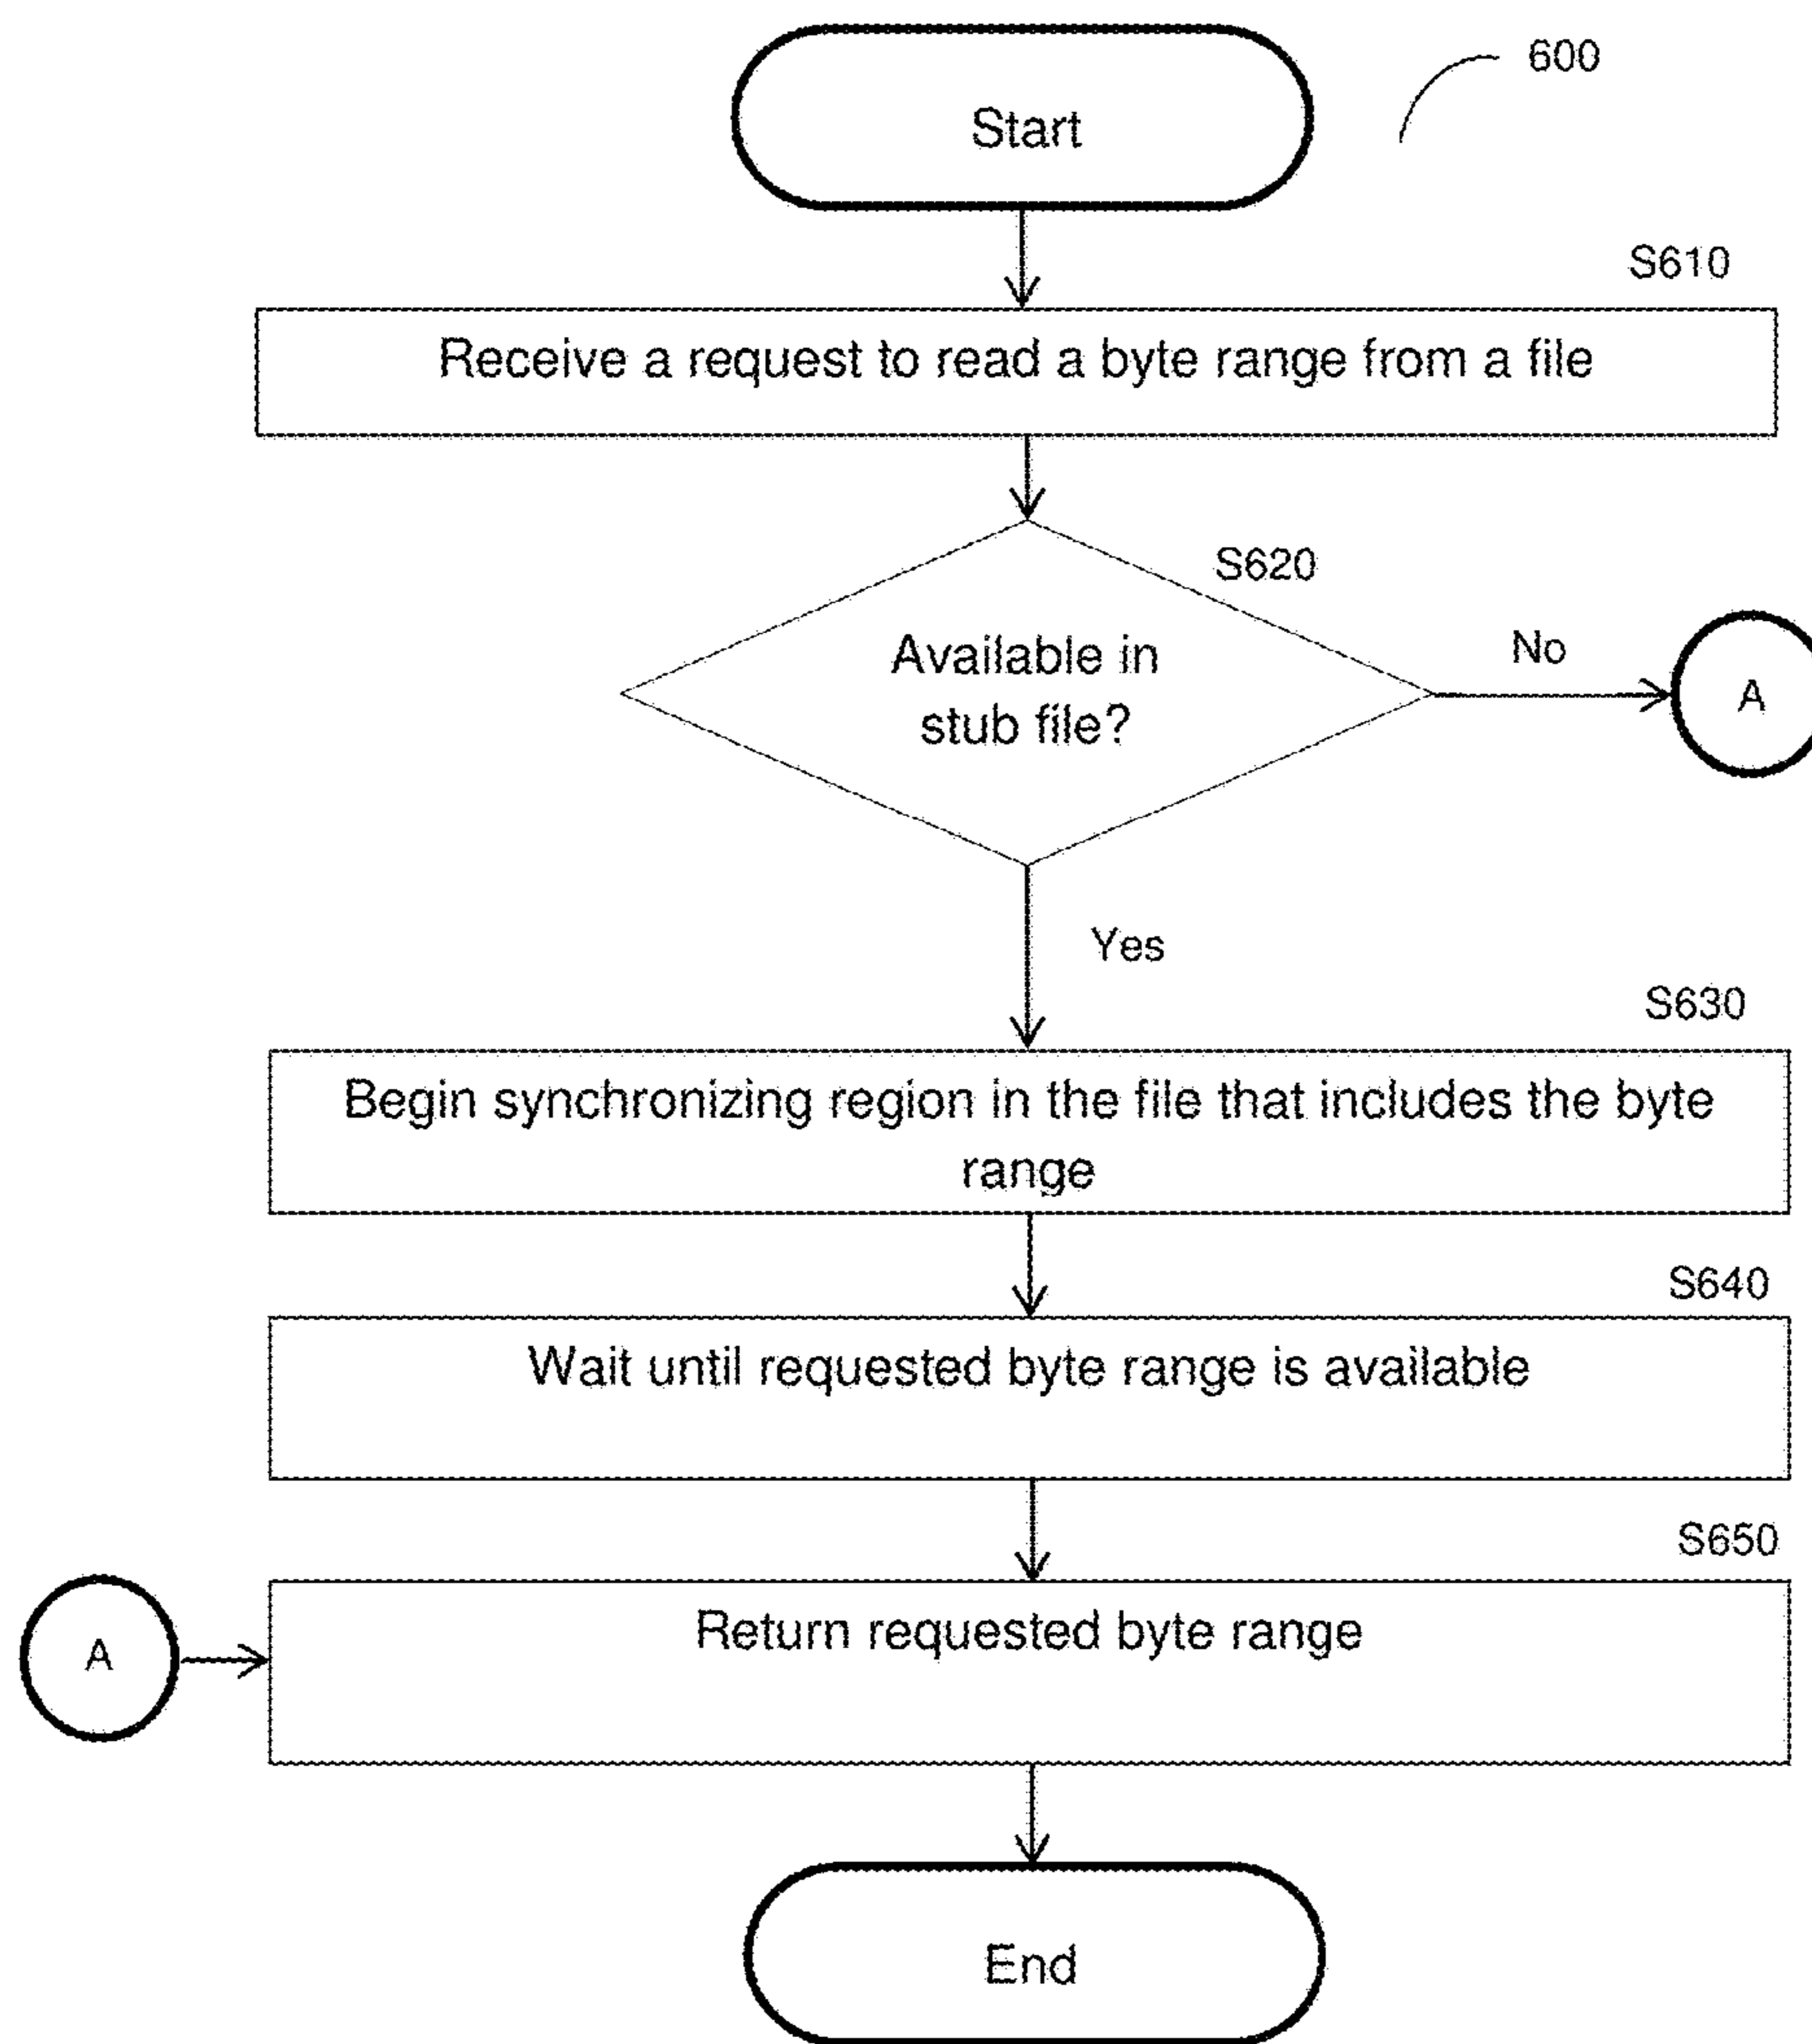 600
Start
S610
Receive a request to read a byte range from a file
S620
Available in
stub file?
No
A
Yes
S630
Begin synchronizing region in the file that includes the byte
range
S640
Wait until requested byte range is available
S650
A
Return requested byte range
End